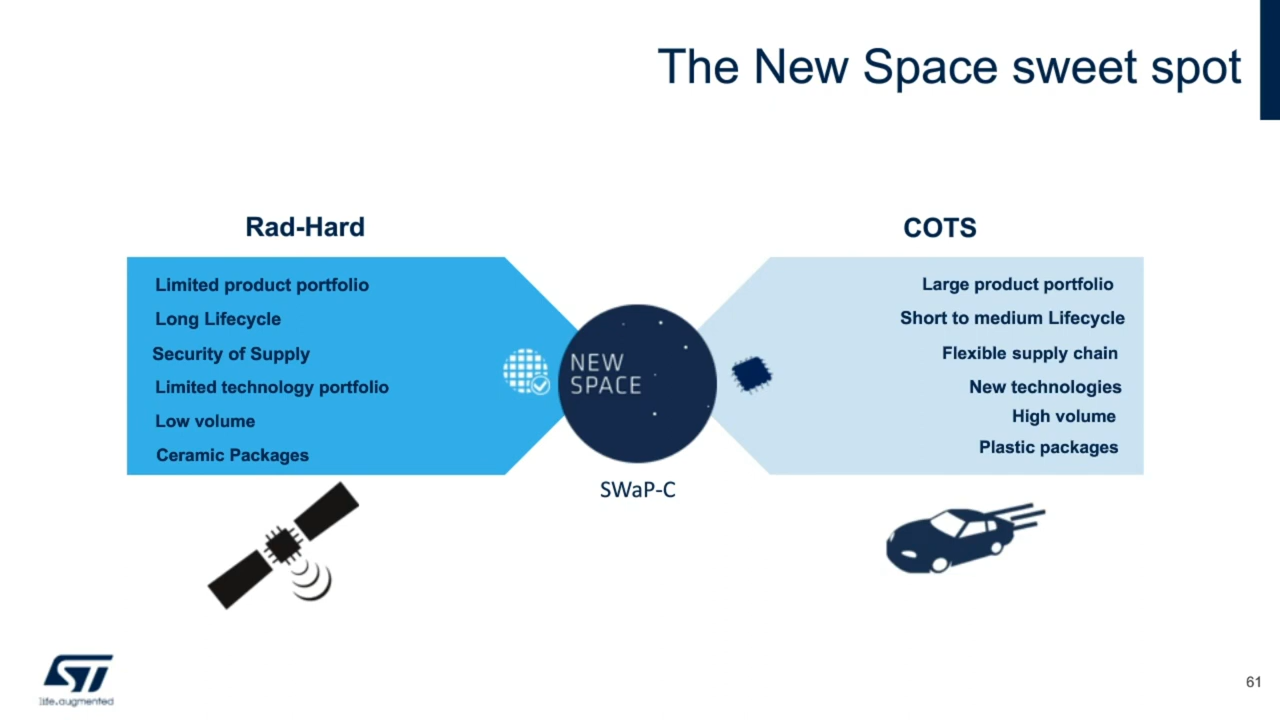 The New Space sweet spot
Rad-Hard
Limited product portfolio
Long Lifecycle
Security of Supply
Limited technology portfolio
Low volume
Ceramic Packages
NEW
SPACE
SWaP-C
COTS
Large product portfolio
Short to medium Lifecycle
Flexible supply chain
New technologies
High volume
Plastic packages
ST
life.augmented
61